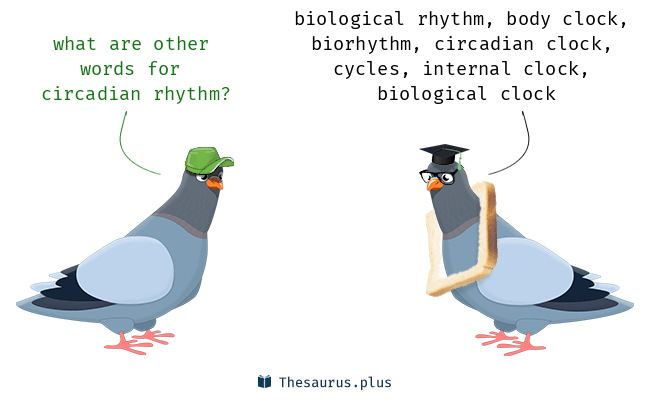 what are other
words for
circadian rhythm?
biological rhythm, body clock,
biorhythm, circadian clock,
cycles, internal clock,
biological clock
Thesaurus.plus